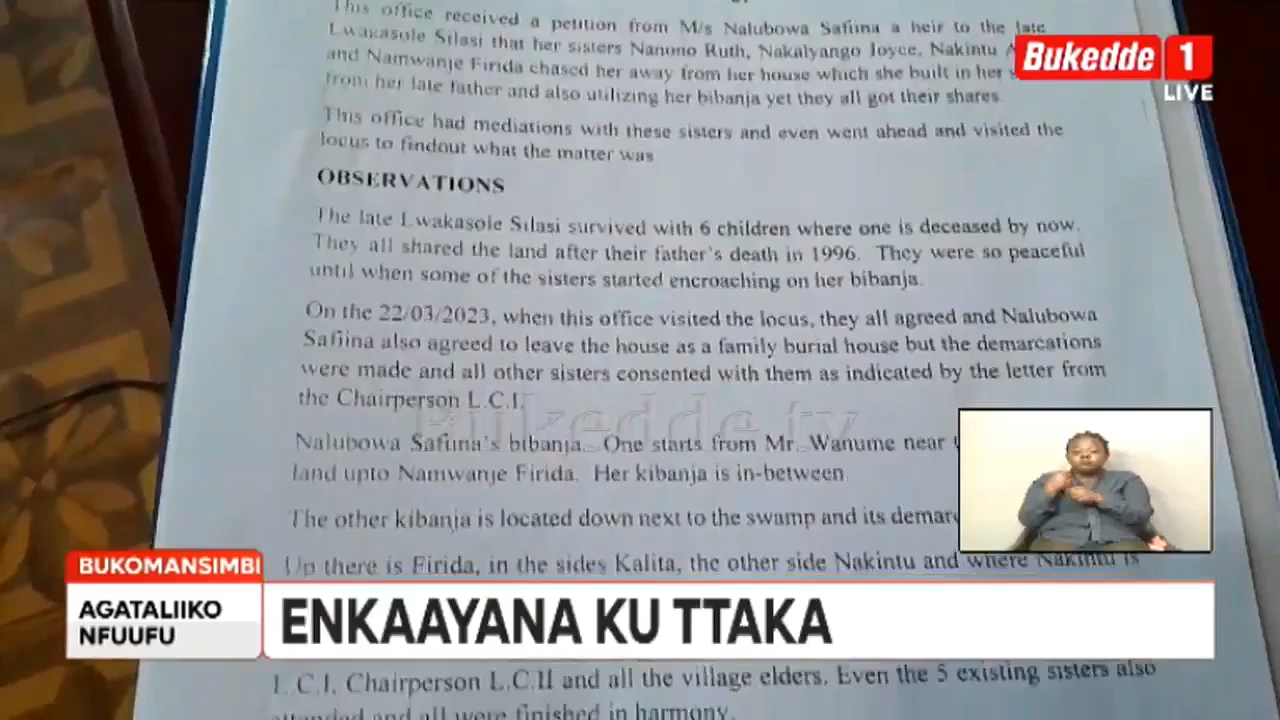 This office received a petition from M/s Nalubowa Safiina a heir to the late
Lwakasole Silasi that her sisters Nanono Ruth, Nakalyango Joyce, Nakintu
and Namwanje Firida chased her away from her house which she built in her
from her late father and also utilizing her bibanja yet they all got their shares.
This office had mediations with these sisters and even went ahead and visited the
locus to findout what the matter was
OBSERVATIONS
The late Lwakasole Silasi survived with 6 children where one is deceased by now.
They all shared the land after their father's death in 1996. They were so peaceful
until when some of the sisters started encroaching on her bibanja.
On the 22/03/2023, when this office visited the locus, they all agreed and Nalubowa
Safiina also agreed to leave the house as a family burial house but the demarcations
were made and all other sisters consented with them as indicated by the letter from
the Chairperson L.C.I.
Nalubowa Safiina's bibanja. One starts from Mr. Wanume near
land upto Namwanje Firida. Her kibanja is in-between
The other kibanja is located down next to the swamp and its
Up there is Firida, in the sides Kalita, the other side Nakintu and where Nakintu is
L.C.I, Chairperson L.C.II and all the village elders. Even the 5 existing sisters also
attended and all were finished in harmony.
Bukedde 1
LIVE
Bukedde tv
BUKOMANSIMBI
AGATALIIKO
NFUUFU
ENKAAYANA KU TTAKA